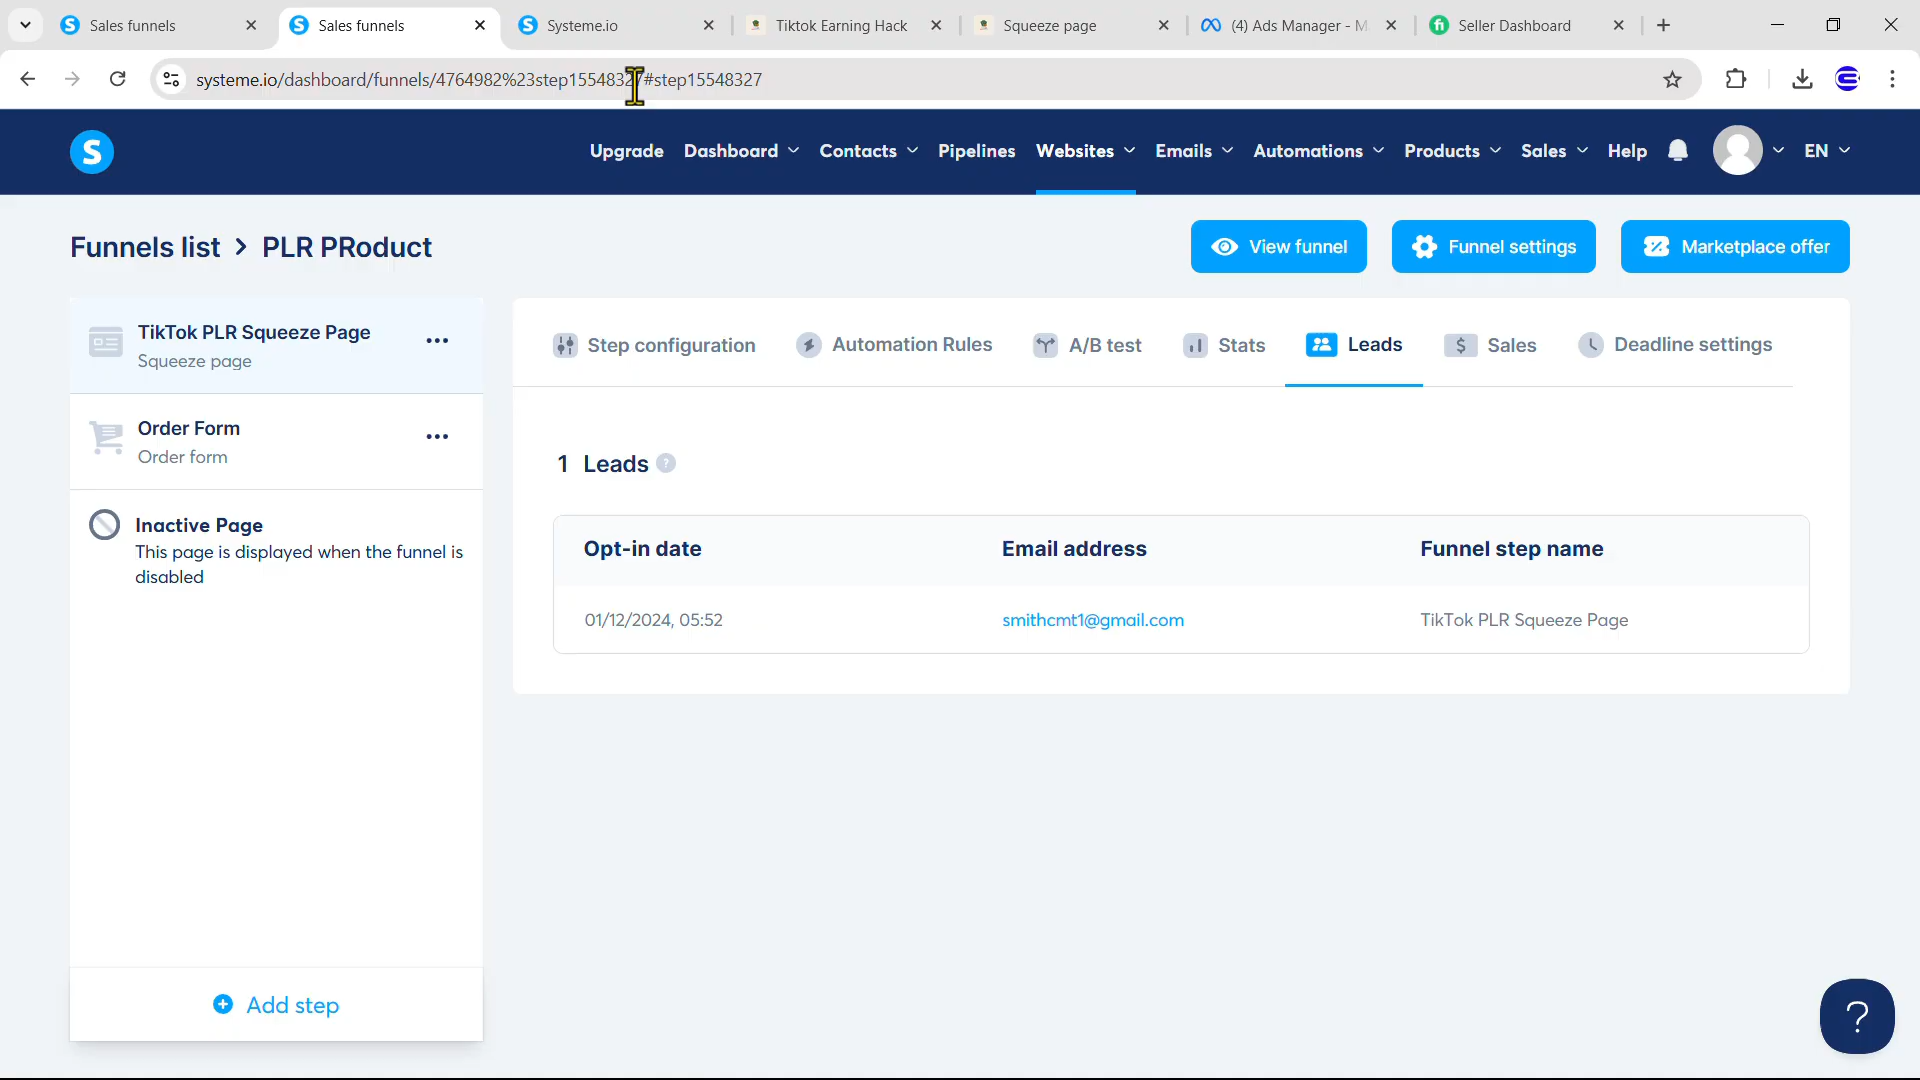 Sales funnels
Sales funnels
Systeme.io
Tiktok Earning Hack
Squeeze page
(4) Ads Manager - M
Seller Dashboard
systeme.io/dashboard/funnels/4764982%23step15548327#step15548327
S
Upgrade Dashboard Contacts Pipelines Websites Emails Automations Products Sales Help EN
Funnels list > PLR PRoduct
View funnel
Funnel settings
Marketplace offer
TikTok PLR Squeeze Page
Squeeze page
Order Form
Order form
Inactive Page
This page is displayed when the funnel is
disabled
Add step
Step configuration Automation Rules A/B test Stats Leads Sales Deadline settings
1 Leads ?
Opt-in date Email address Funnel step name
01/12/2024, 05:52 smithcmt1@gmail.com TikTok PLR Squeeze Page
?